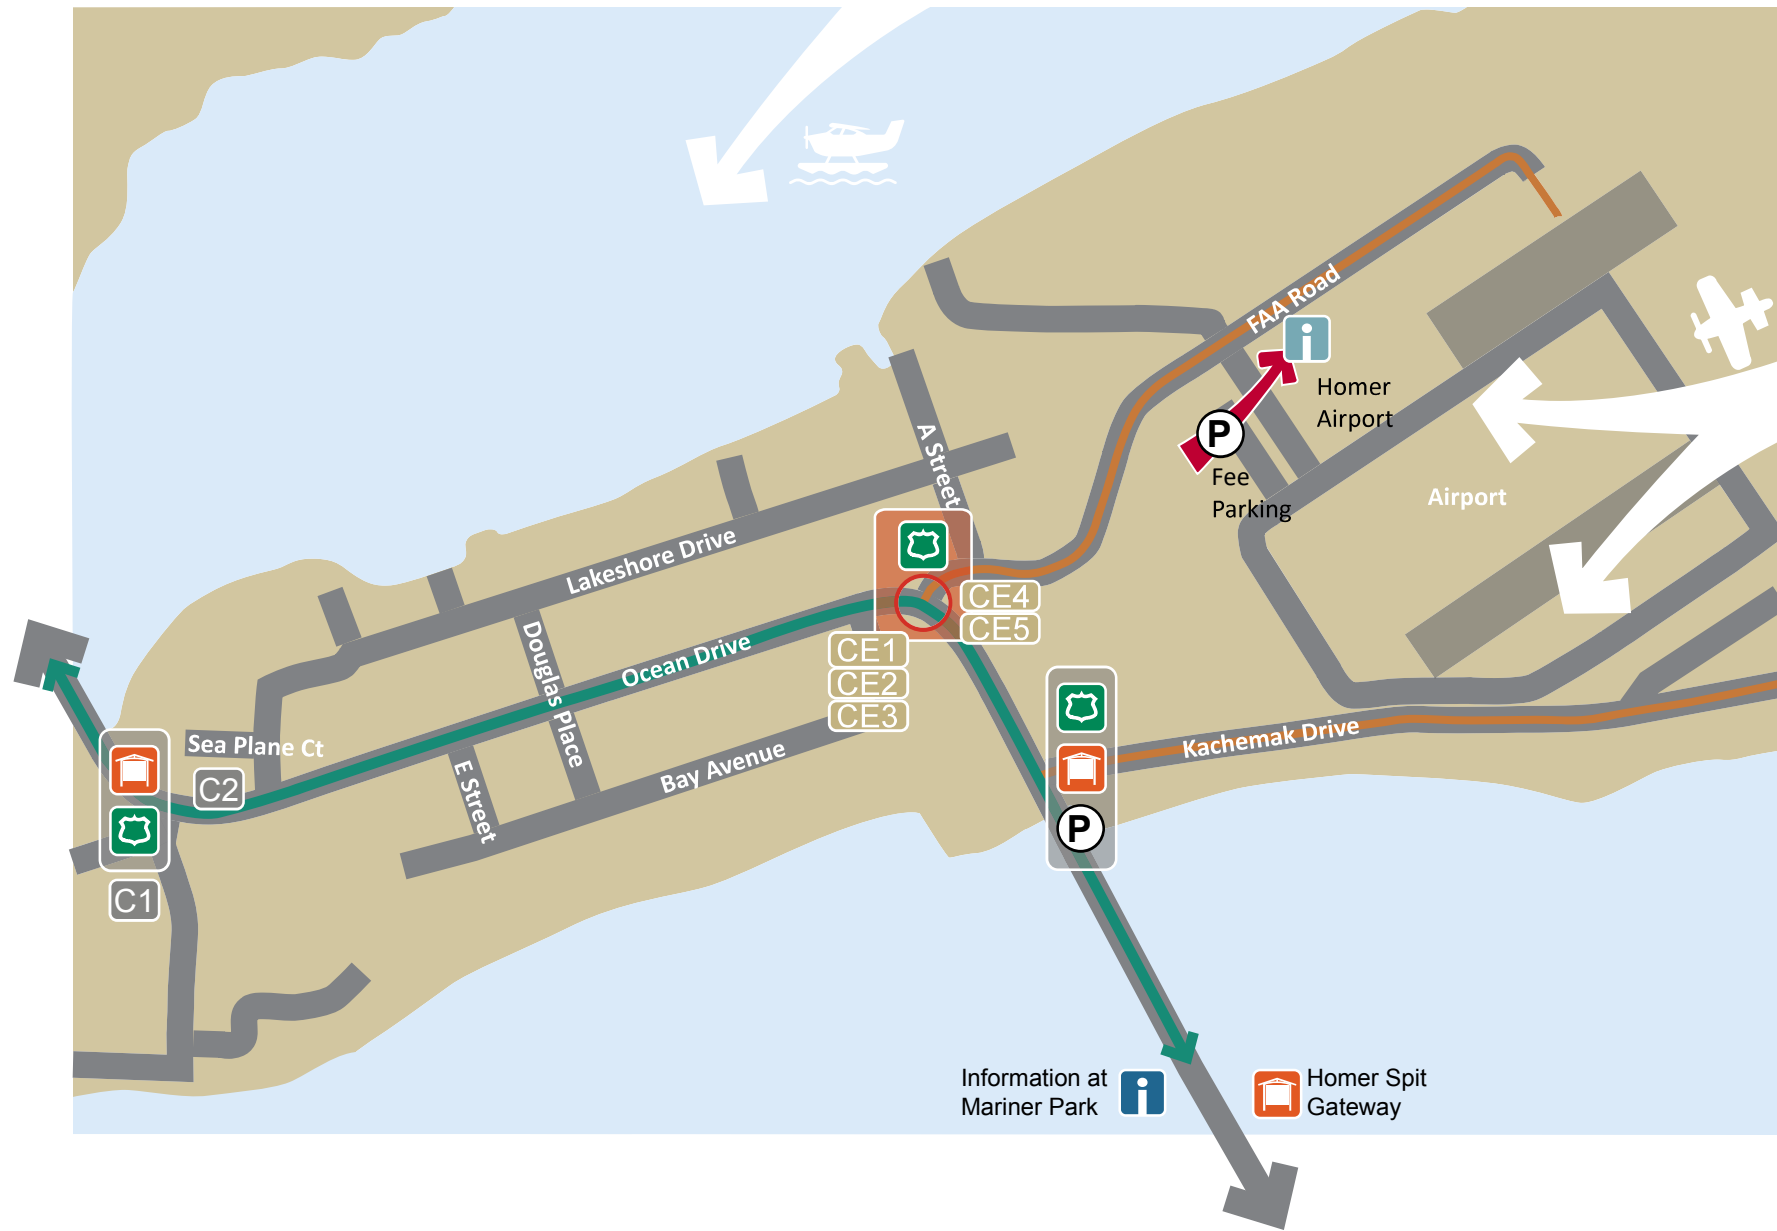 FAA Road
Homer
Airport
P
Fee
Parking
Airport
A Street
Lakeshore Drive
CE4
CE5
Douglas Place
Ocean Drive
CE1
CE2
CE3
Sea Plane Ct
Kachemak Drive
C2
E Street
Bay Avenue
P
C1
Information at
Mariner Park
Homer Spit
Gateway